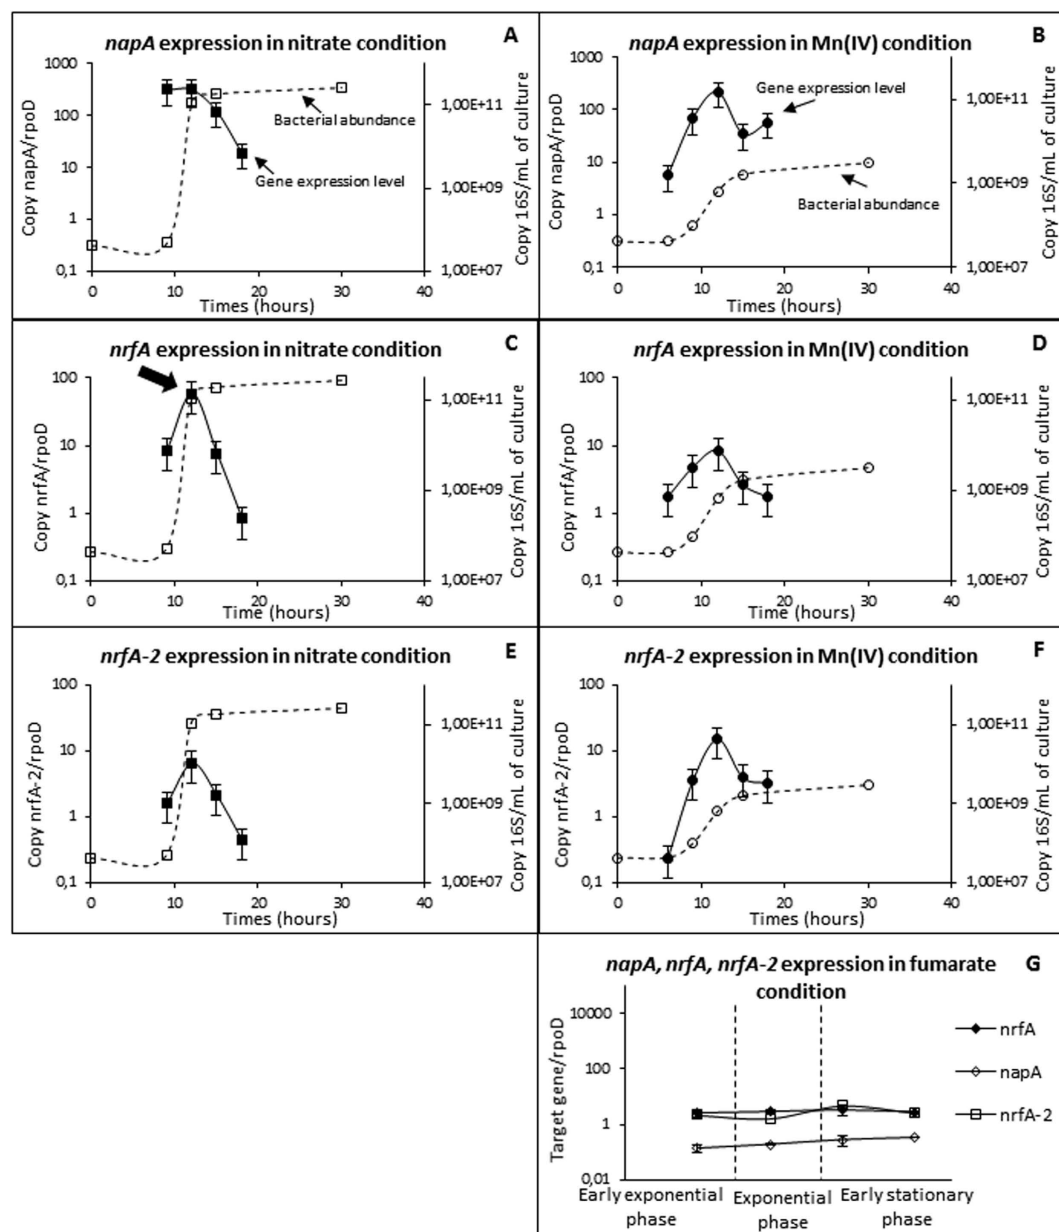 napA expression in nitrate condition
A
Copy napA/rpoD
1000
100
10
1
0,1
Bacterial abundance
Gene expression level
1,00E+11
1,00E+09
1,00E+07
Copy 16S/mL of culture
0 10 20 30 40
Times (hours)
napA expression in Mn(IV) condition
B
Copy napA/rpoD
1000
100
10
1
0,1
Gene expression level
Bacterial abundance
1,00E+11
1,00E+09
1,00E+07
Copy 16S/mL of culture
0 10 20 30 40
Times (hours)
nrfA expression in nitrate condition
C
Copy nrfA/rpoD
100
10
1
0,1
1,00E+11
1,00E+09
1,00E+07
Copy 16S/mL of culture
0 10 20 30 40
Time (hours)
nrfA expression in Mn(IV) condition
D
Copy nrfA/rpoD
100
10
1
0,1
1,00E+11
1,00E+09
1,00E+07
Copy 16S/mL of culture
0 10 20 30 40
Time (hours)
nrfA-2 expression in nitrate condition
E
Copy nrfA-2/rpoD
100
10
1
0,1
1,00E+11
1,00E+09
1,00E+07
Copy 16S/mL of culture
0 10 20 30 40
Times (hours)
nrfA-2 expression in Mn(IV) condition
F
Copy nrfA-2/rpoD
100
10
1
0,1
1,00E+11
1,00E+09
1,00E+07
Copy 16S/mL of culture
0 10 20 30 40
Times (hours)
napA, nrfA, nrfA-2 expression in fumarate
condition
G
Target gene/rpoD
10000
100
1
0,01
nrfA
napA
nrfA-2
Early exponential
phase
Exponential
phase
Early stationary
phase